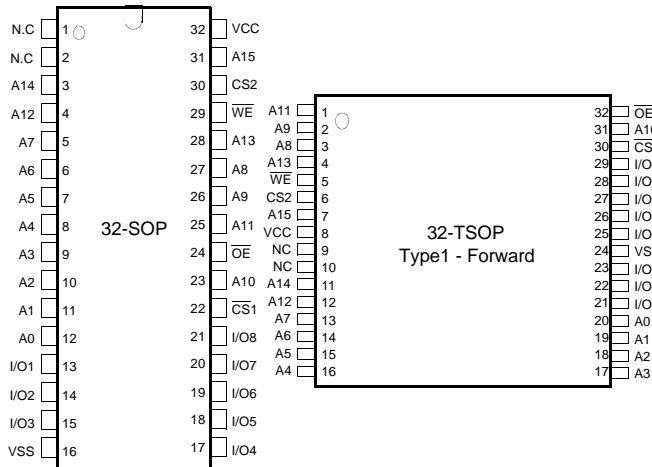 N.C 1 32 VCC
N.C 2 31 A15
A14 3 30 CS2
A12 4 29 WE
A7 5 28 A13
A6 6 27 A8
A5 7 26 A9
A4 8 25 A11
32-SOP
A3 9 24 OE
A2 10 23 A10
A1 11 22 CS1
A0 12 21 I/O8
I/O1 13 20 I/O7
I/O2 14 19 I/O6
I/O3 15 18 I/O5
VSS 16 17 I/O4
A11 1 32 OE
A9 2 31 A10
A8 3 30 CS
A13 4 29 I/O
WE 5 28 I/O
CS2 6 27 I/O
A15 7 26 I/O
VCC 8 25 I/O
32-TSOP
Type1 - Forward
NC 9 24 VS
NC 10 23 I/O
A14 11 22 I/O
A12 12 21 I/O
A7 13 20 A0
A6 14 19 A1
A5 15 18 A2
A4 16 17 A3